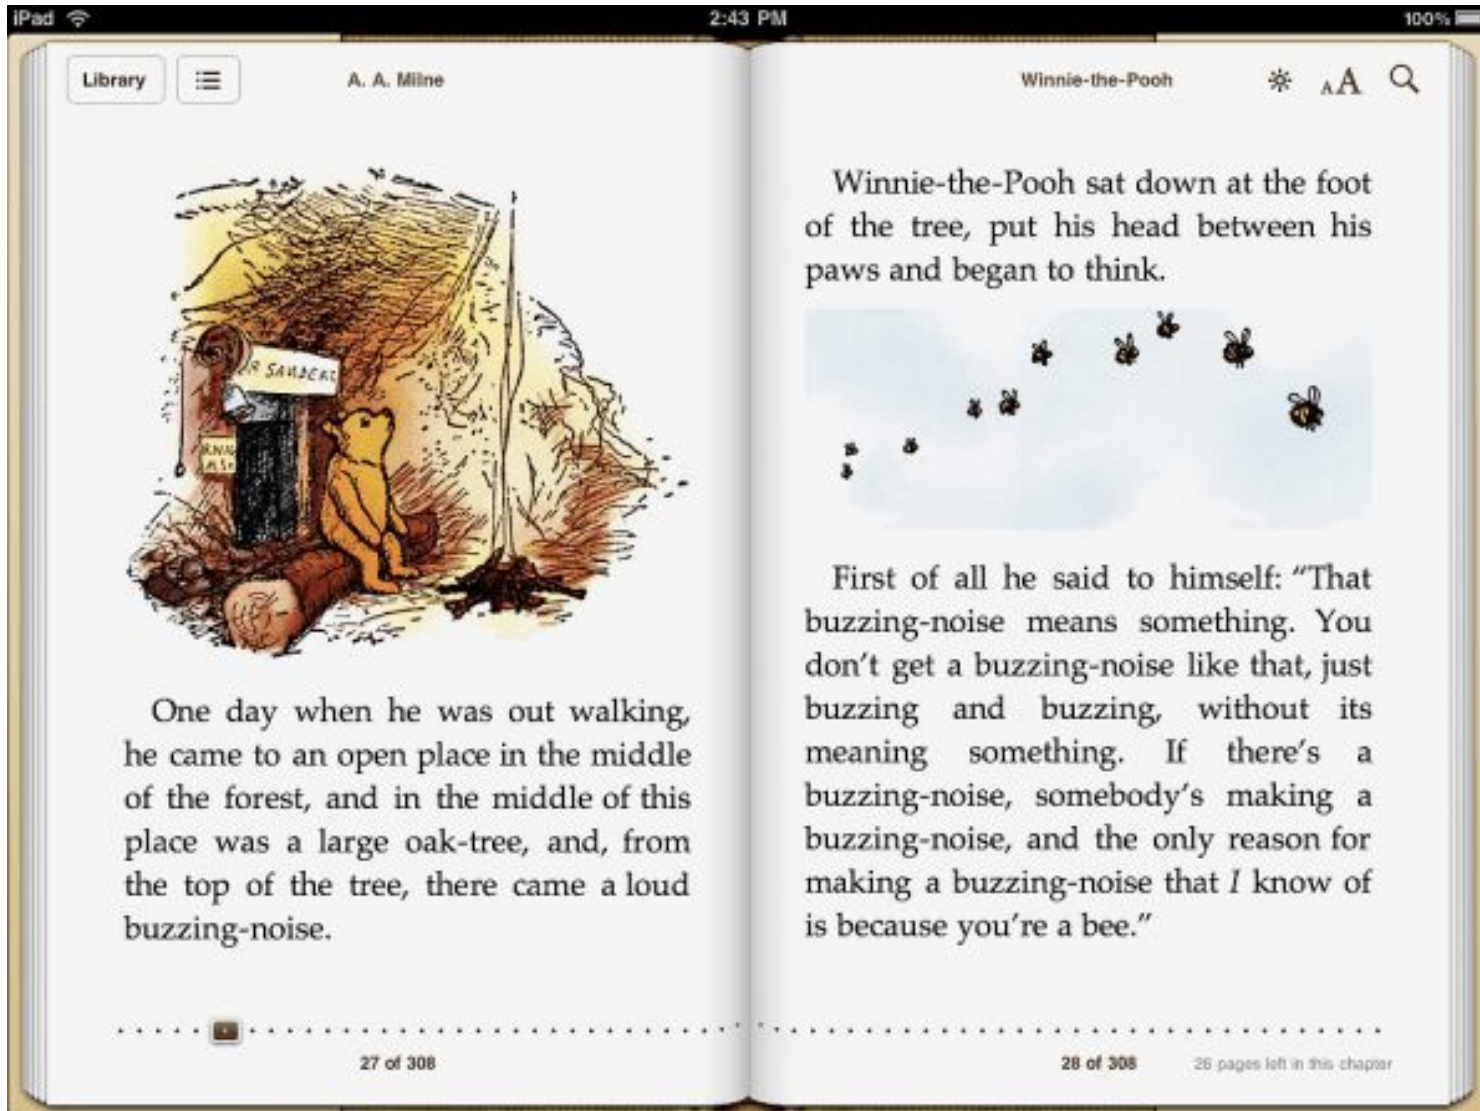 iPad
2:43 PM
100%
Library
A. A. Milne
Winnie-the-Pooh
AA
R SANDERS
One day when he was out walking,
he came to an open place in the middle
of the forest, and in the middle of this
place was a large oak-tree, and, from
the top of the tree, there came a loud
buzzing-noise.
27 of 308
Winnie-the-Pooh sat down at the foot
of the tree, put his head between his
paws and began to think.
First of all he said to himself: “That
buzzing-noise means something. You
don’t get a buzzing-noise like that, just
buzzing and buzzing, without its
meaning something. If there’s a
buzzing-noise, somebody’s making a
buzzing-noise, and the only reason for
making a buzzing-noise that I know of
is because you’re a bee.”
28 of 308
26 pages left in this chapter